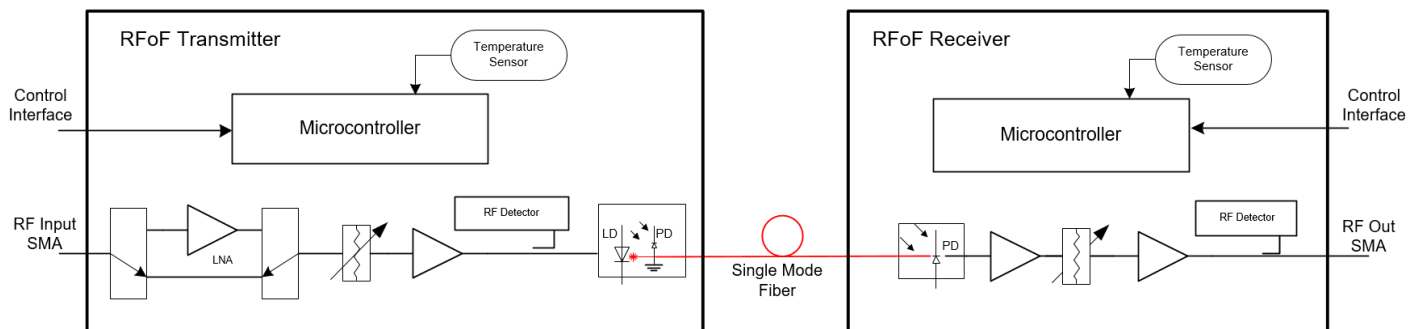 RFoF Transmitter
Temperature
Sensor
Control
Interface
Microcontroller
RF Input
SMA
LNA
RF Detector
LD
PD
Single Mode
Fiber
RFoF Receiver
Temperature
Sensor
Microcontroller
Control
Interface
PD
RF Detector
RF Out
SMA